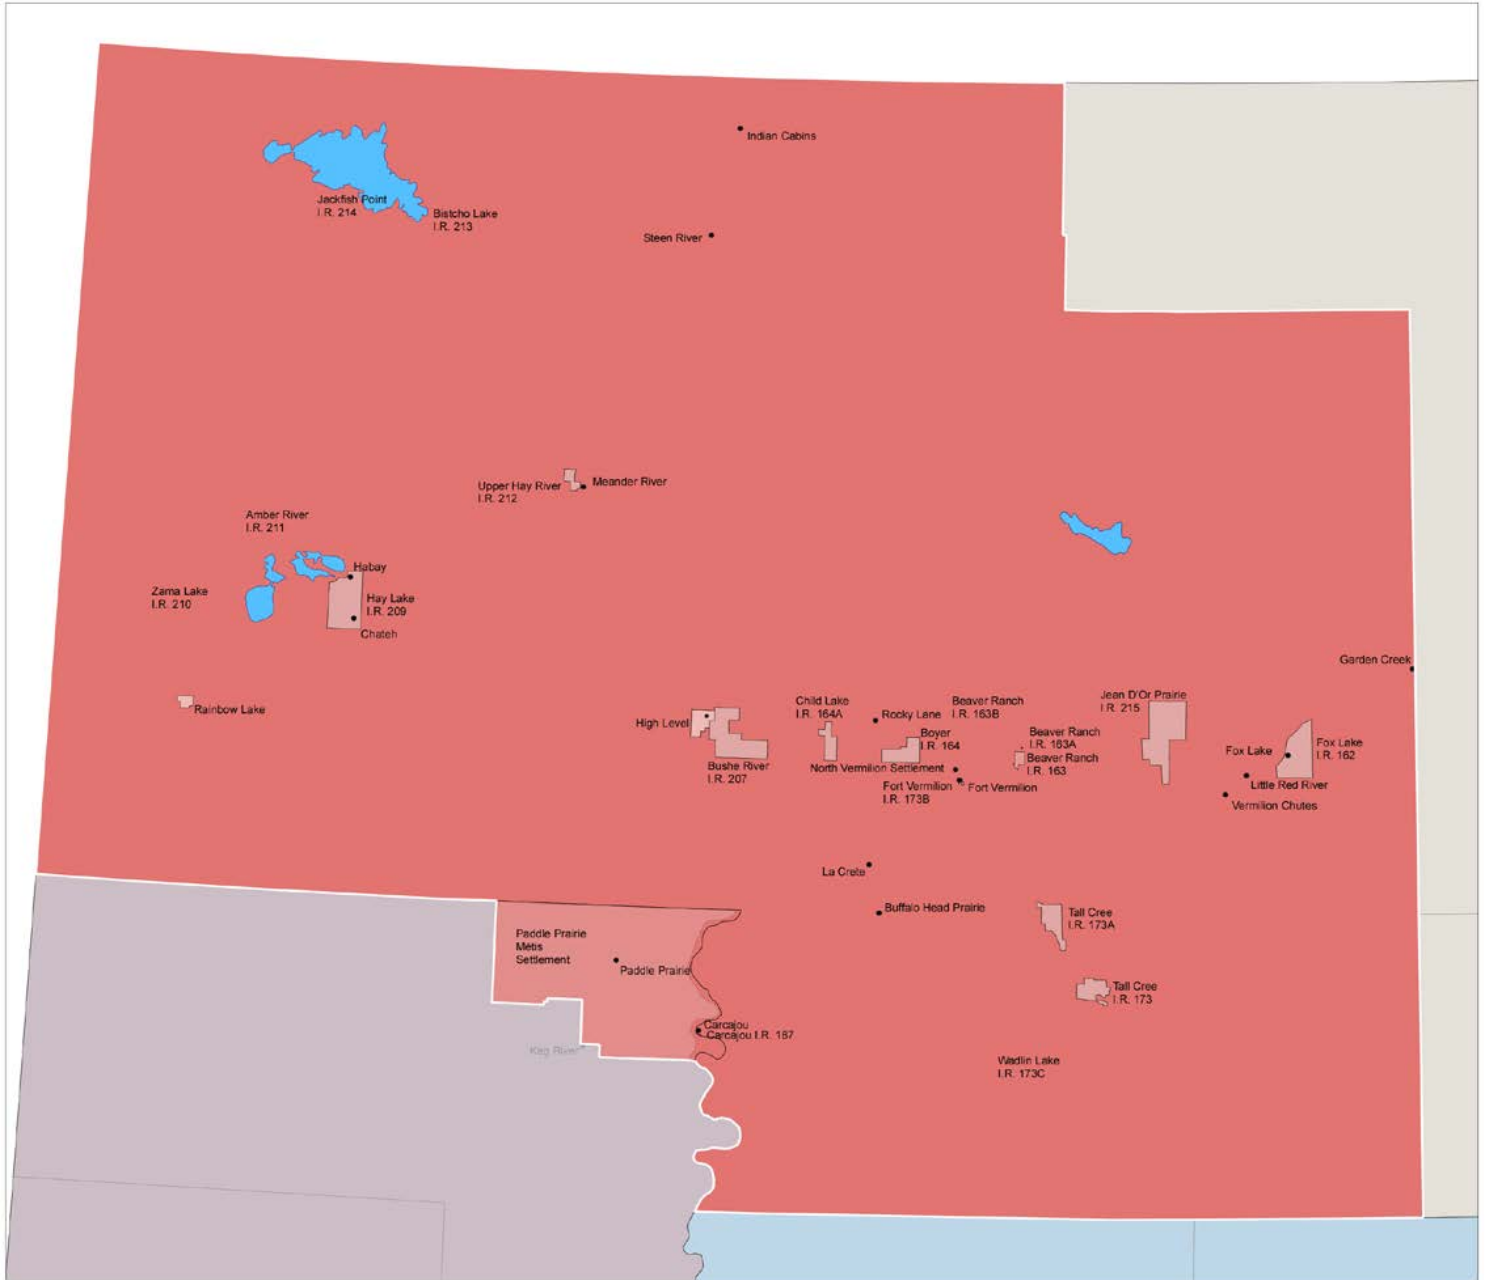 Indian Cabins
Jackfish Point
I.R. 214
Bistcho Lake
I.R. 213
Steen River
Upper Hay River
I.R. 212
Meander River
Amber River
I.R. 211
Habay
Zama Lake
I.R. 210
Hay Lake
I.R. 209
Chateh
Rainbow Lake
Garden Creek
High Level
Bushe River
I.R. 207
Child Lake
I.R. 164A
Rocky Lane
Boyer
I.R. 164
Beaver Ranch
I.R. 163B
Beaver Ranch
I.R. 163A
Beaver Ranch
I.R. 163
Jean D'Or Prairie
I.R. 215
Fox Lake
Fox Lake
I.R. 162
North Vermilion Settlement
Fort Vermilion
I.R. 173B
Fort Vermilion
Little Red River
Vermilion Chutes
La Crete
Buffalo Head Prairie
Tall Cree
I.R. 173A
Paddle Prairie
Métis
Settlement
Paddle Prairie
Tall Cree
I.R. 173
Carcajou
Carcajou I.R. 187
Keg River
Wadlin Lake
I.R. 173C